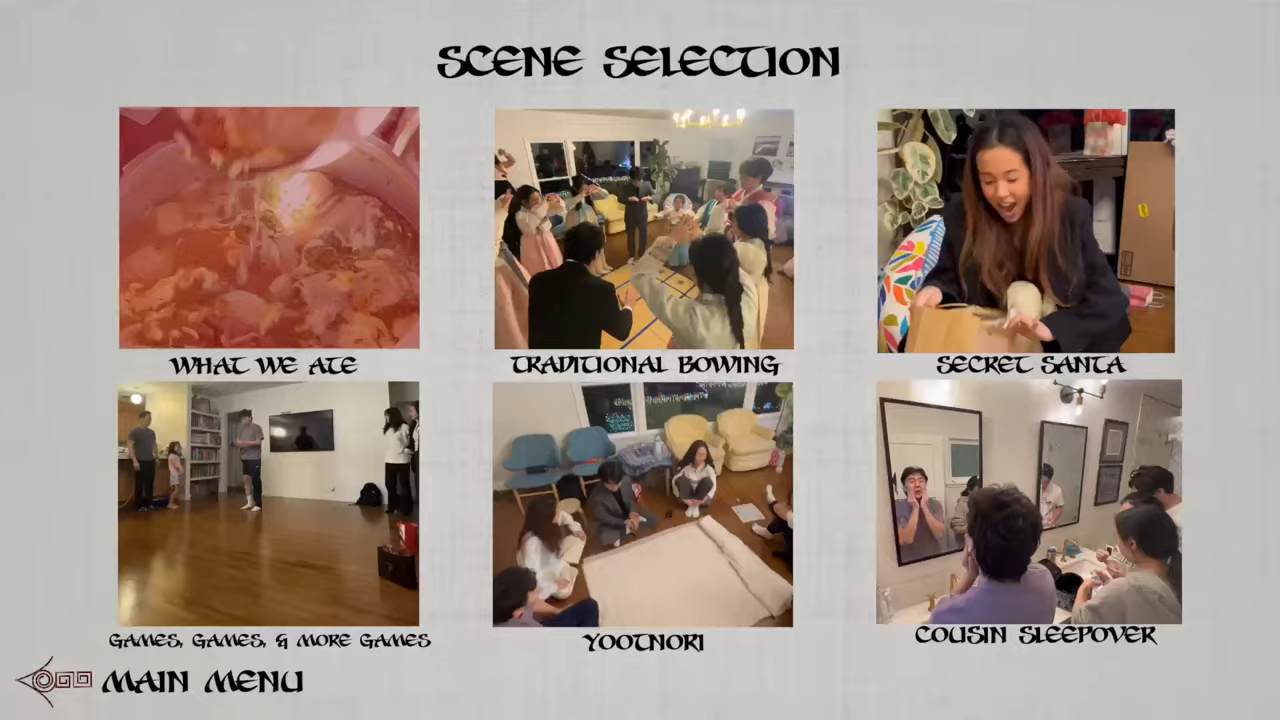 SCENE SELECTION
WHAT WE ATE
TRADITIONAL BOWING
SECRET SANTA
GAMES, GAMES, & MORE GAMES
YOOTNORI
COUSIN SLEEPOVER
MAIN MENU